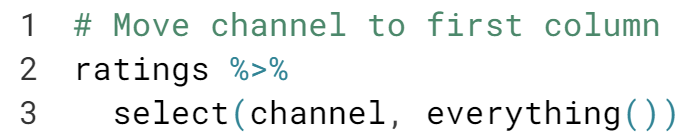 1 # Move channel to first column
2 ratings %>%
3   select(channel, everything())